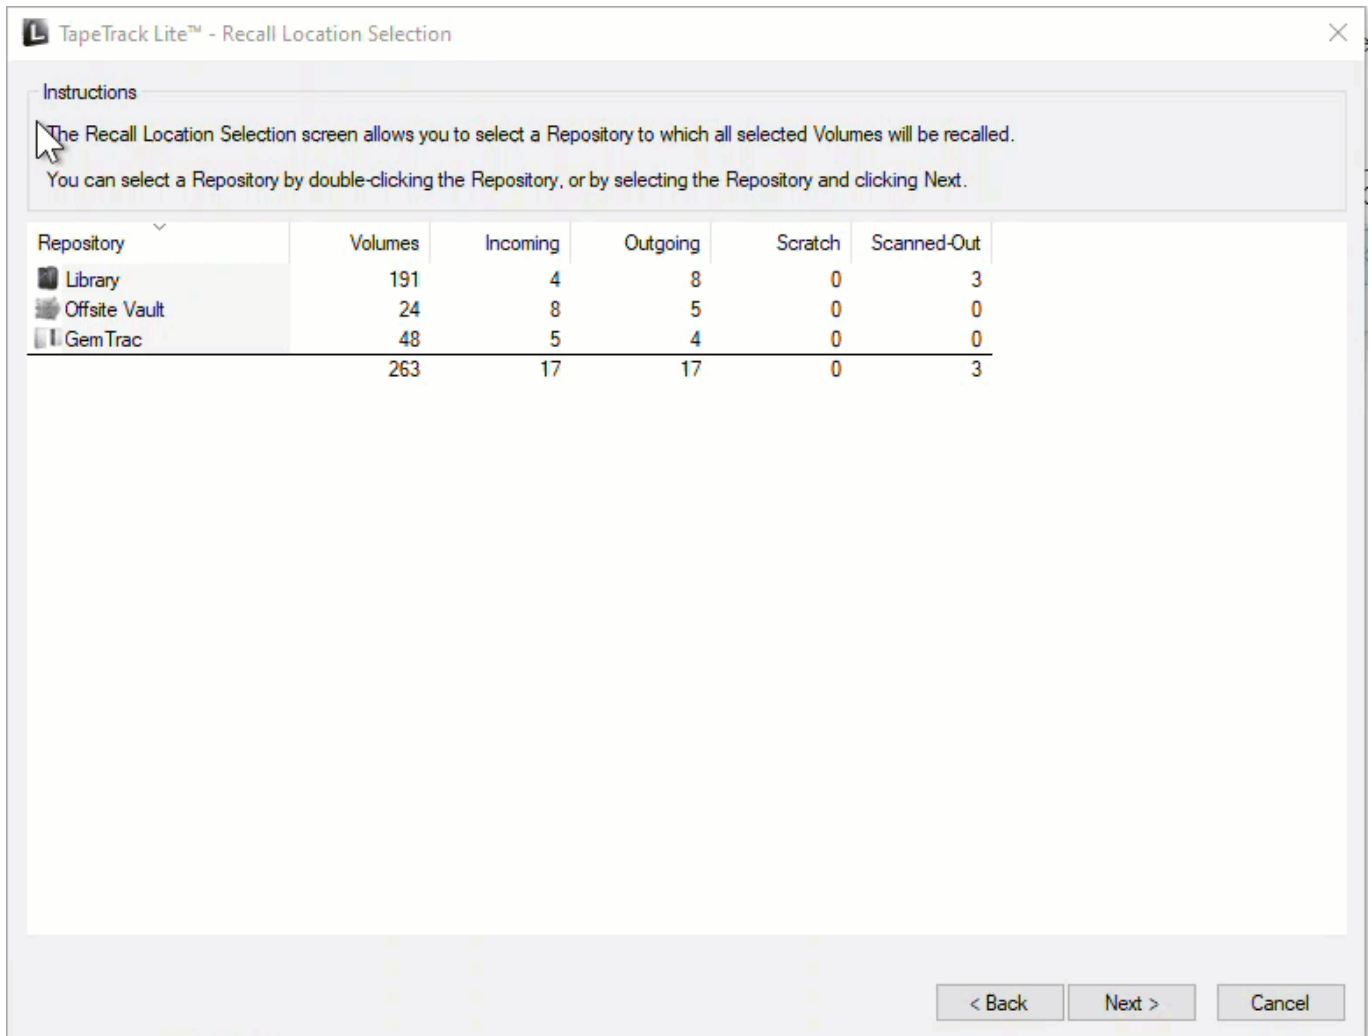 TapeTrack Lite™ - Recall Location Selection
Instructions
The Recall Location Selection screen allows you to select a Repository to which all selected Volumes will be recalled.
You can select a Repository by double-clicking the Repository, or by selecting the Repository and clicking Next.
Repository Volumes Incoming Outgoing Scratch Scanned-Out
Library 191 4 8 0 3
Offsite Vault 24 8 5 0 0
GemTrac 48 5 4 0 0
263 17 17 0 3
< Back Next > Cancel